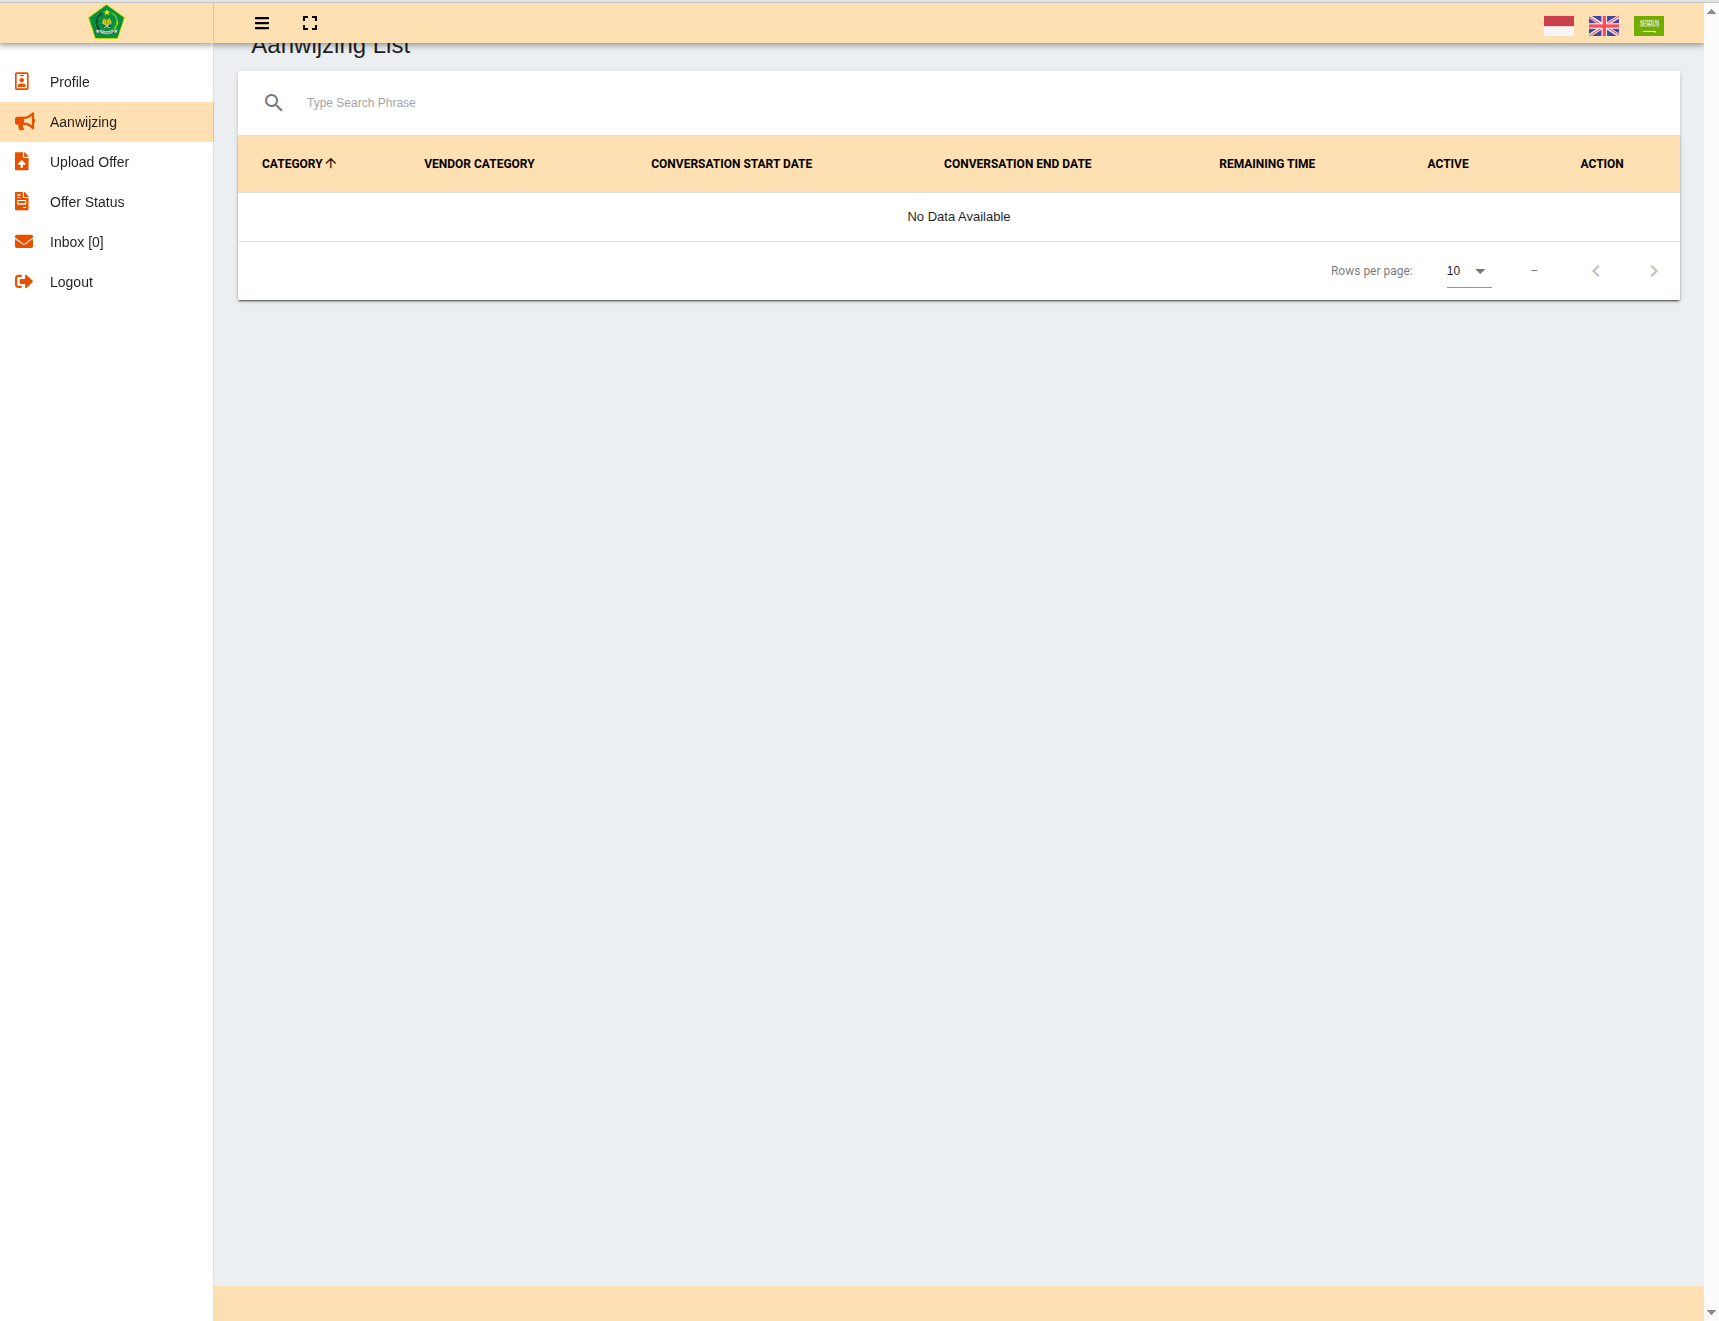 Aanwijzing List
Profile
Aanwijzing
Upload Offer
Offer Status
Inbox [0]
Logout
Type Search Phrase
CATEGORY VENDOR CATEGORY CONVERSATION START DATE CONVERSATION END DATE REMAINING TIME ACTIVE ACTION
No Data Available
Rows per page: 10 –